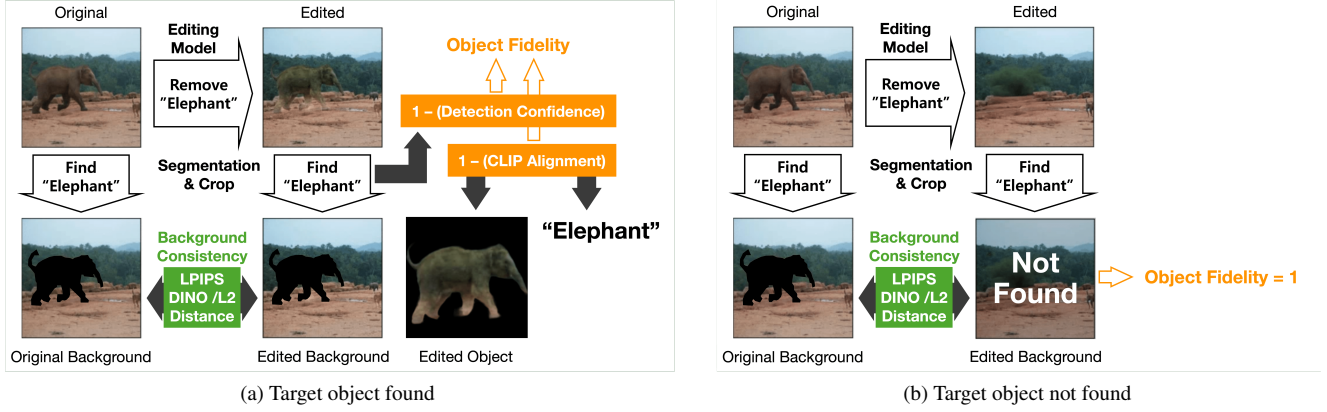 Original
Editing
Model
Edited
Remove
"Elephant"
Object Fidelity
1 – (Detection Confidence)
1 – (CLIP Alignment)
Find
"Elephant"
Segmentation
& Crop
Find
"Elephant"
"Elephant"
Background
Consistency
LPIPS
DINO /L2
Distance
Original Background
Edited Background
Edited Object
(a) Target object found
Original
Editing
Model
Edited
Remove
"Elephant"
Find
"Elephant"
Segmentation
& Crop
Find
"Elephant"
Background
Consistency
LPIPS
DINO /L2
Distance
Not
Found
Object Fidelity = 1
Original Background
Edited Background
(b) Target object not found